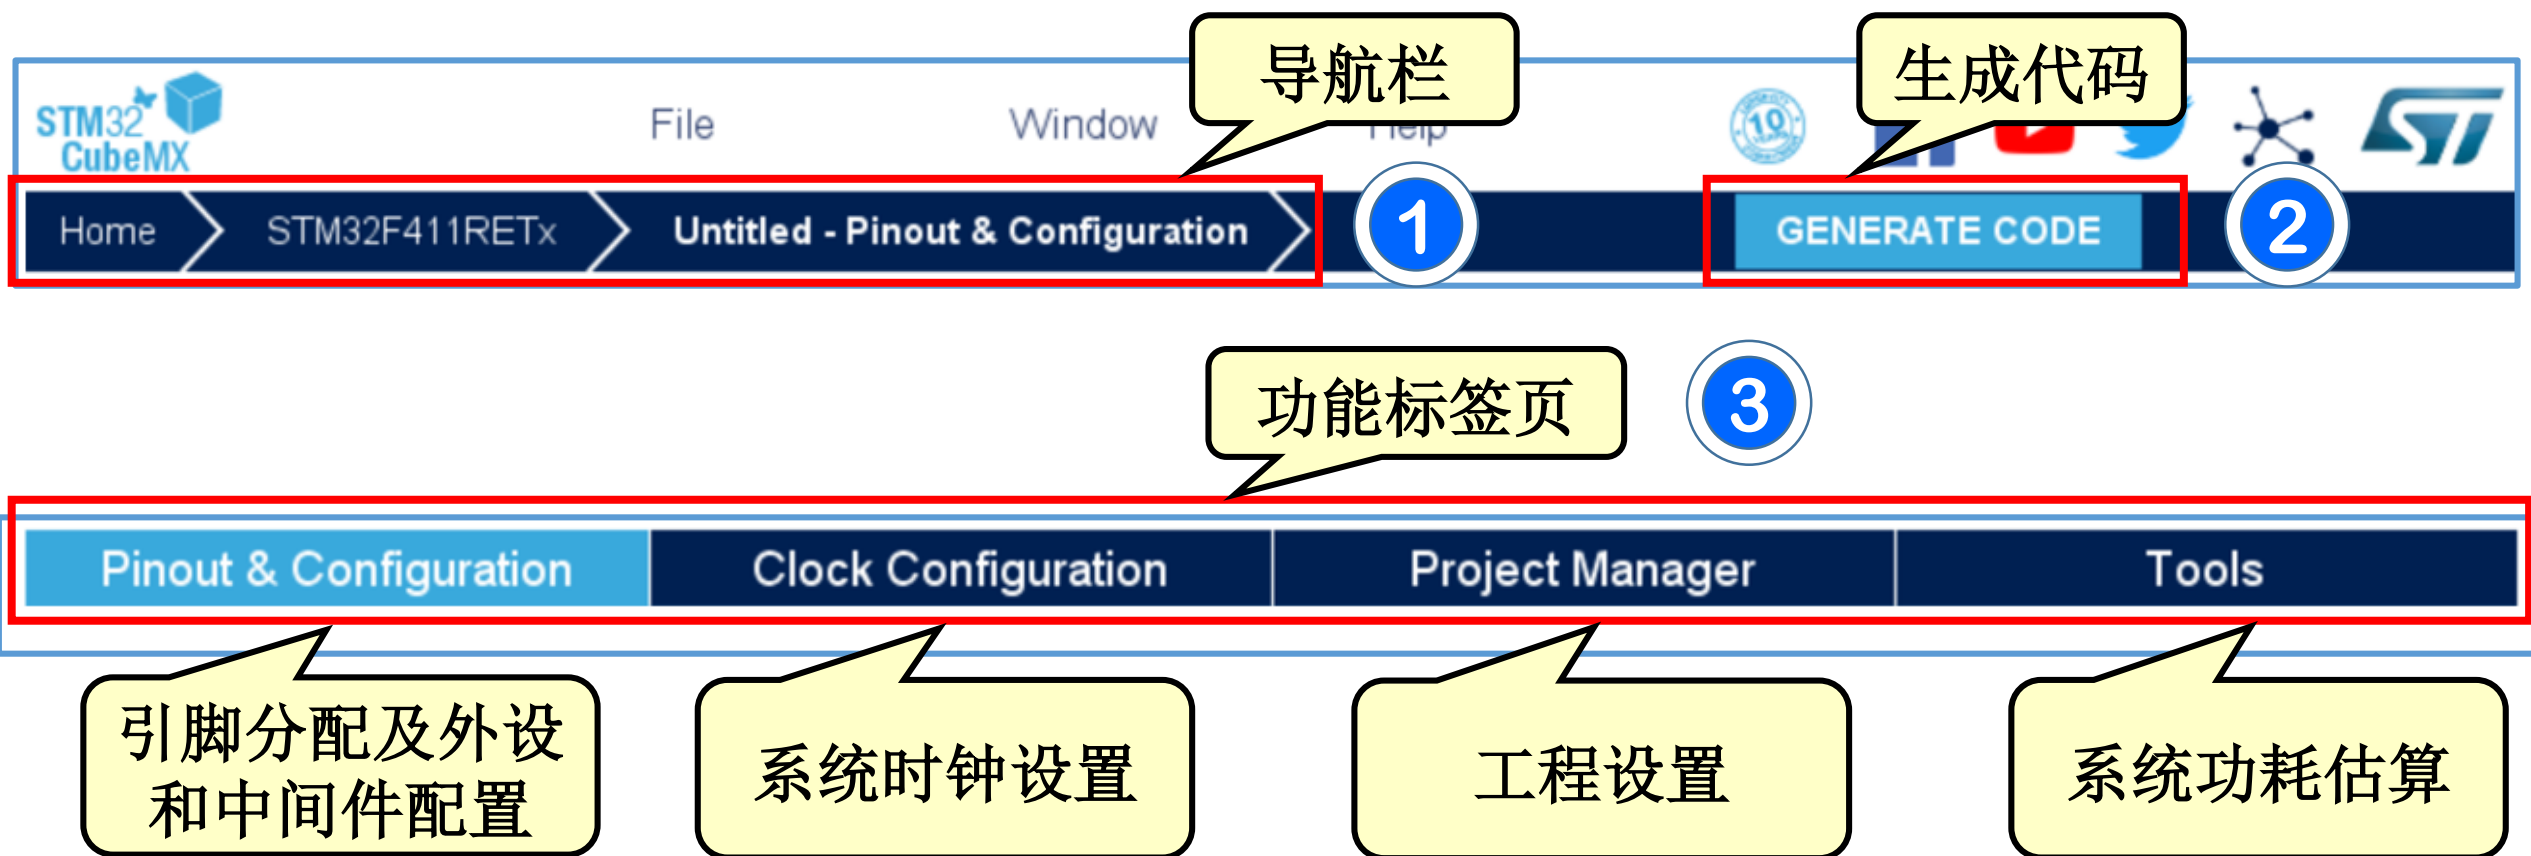 导航栏
生成代码
STM32
CubeMX
File
Window
Help
10
Home
STM32F411RETx
Untitled - Pinout & Configuration
1
GENERATE CODE
2
功能标签页
3
Pinout & Configuration
Clock Configuration
Project Manager
Tools
引脚分配及外设
和中间件配置
系统时钟设置
工程设置
系统功耗估算